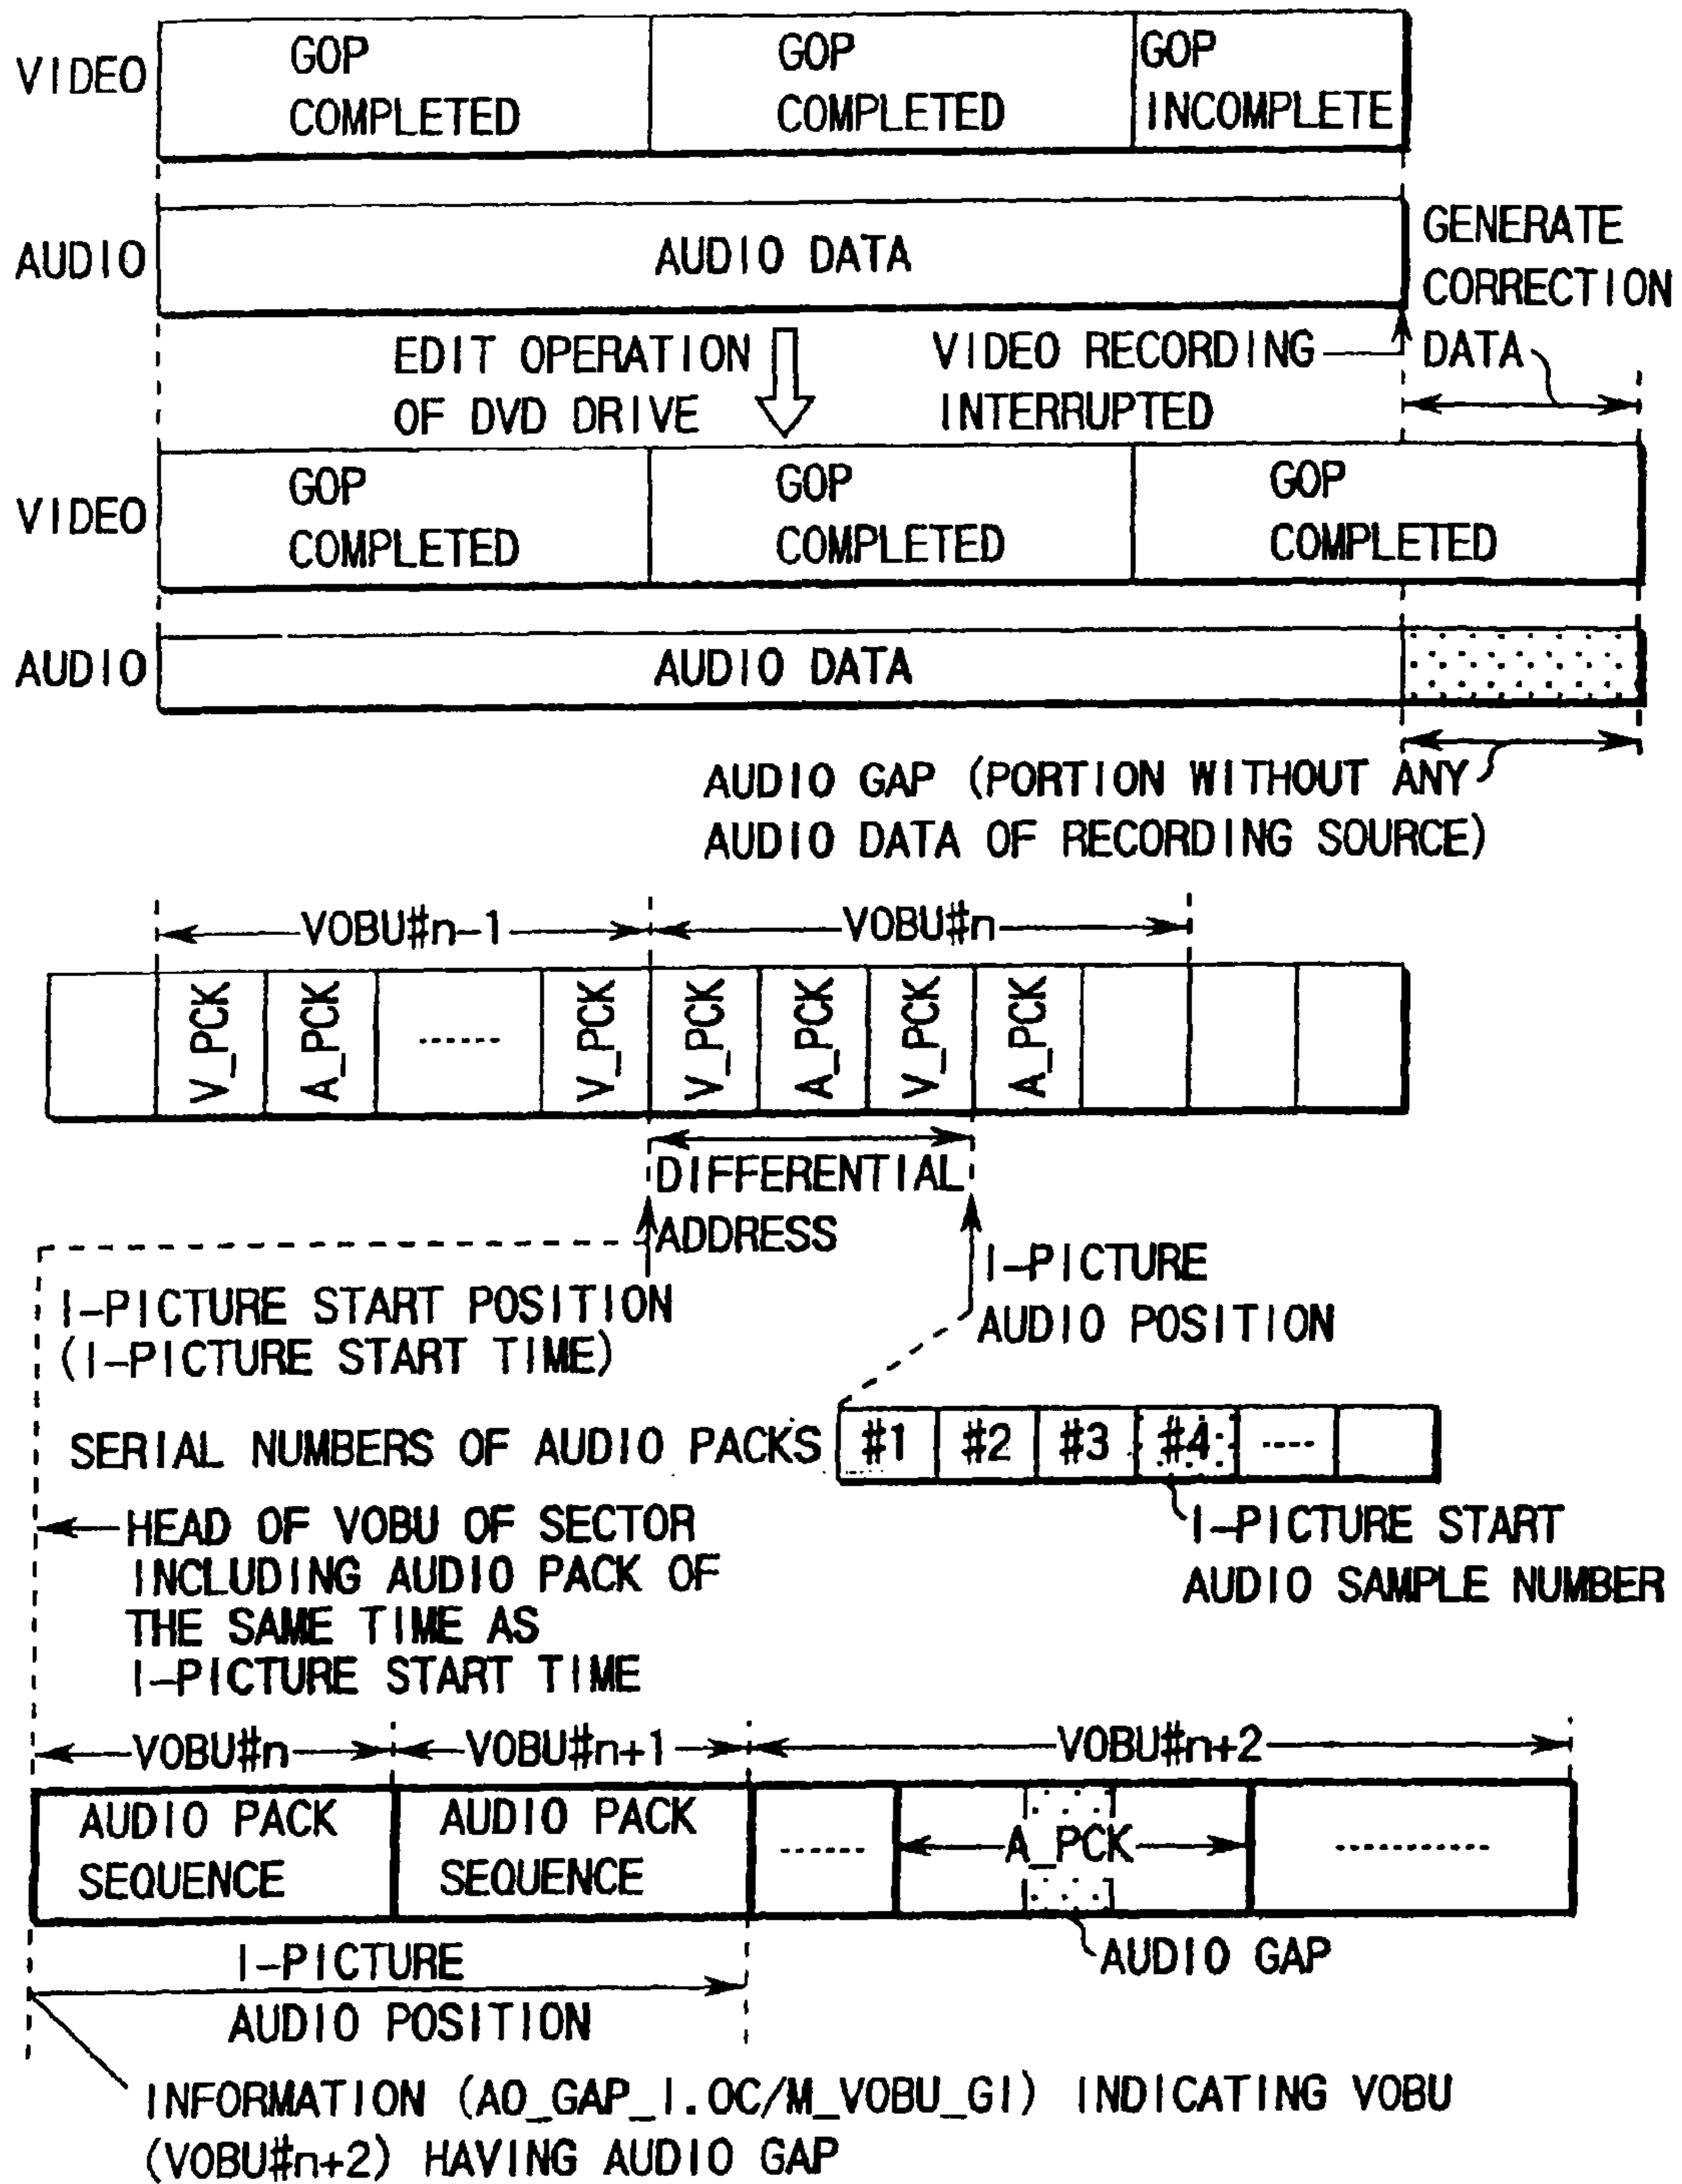 VIDEO
GOP
COMPLETED
GOP
COMPLETED
GOP
INCOMPLETE
AUDIO
AUDIO DATA
GENERATE
CORRECTION
DATA
EDIT OPERATION
OF DVD DRIVE
VIDEO RECORDING
INTERRUPTED
VIDEO
GOP
COMPLETED
GOP
COMPLETED
GOP
COMPLETED
AUDIO
AUDIO DATA
AUDIO GAP (PORTION WITHOUT ANY
AUDIO DATA OF RECORDING SOURCE)
VOBU#n-1
VOBU#n
V_PCK
A_PCK
······
V_PCK
V_PCK
A_PCK
V_PCK
A_PCK
DIFFERENTIAL
ADDRESS
I-PICTURE START POSITION
(I-PICTURE START TIME)
I-PICTURE
AUDIO POSITION
SERIAL NUMBERS OF AUDIO PACKS
#1
#2
#3
#4
····
I-PICTURE START
AUDIO SAMPLE NUMBER
HEAD OF VOBU OF SECTOR
INCLUDING AUDIO PACK OF
THE SAME TIME AS
I-PICTURE START TIME
VOBU#n
VOBU#n+1
VOBU#n+2
AUDIO PACK
SEQUENCE
AUDIO PACK
SEQUENCE
······
A_PCK
···········
AUDIO GAP
I-PICTURE
AUDIO POSITION
INFORMATION (A0_GAP_I.OC/M_VOBU_GI) INDICATING VOBU
(VOBU#n+2) HAVING AUDIO GAP